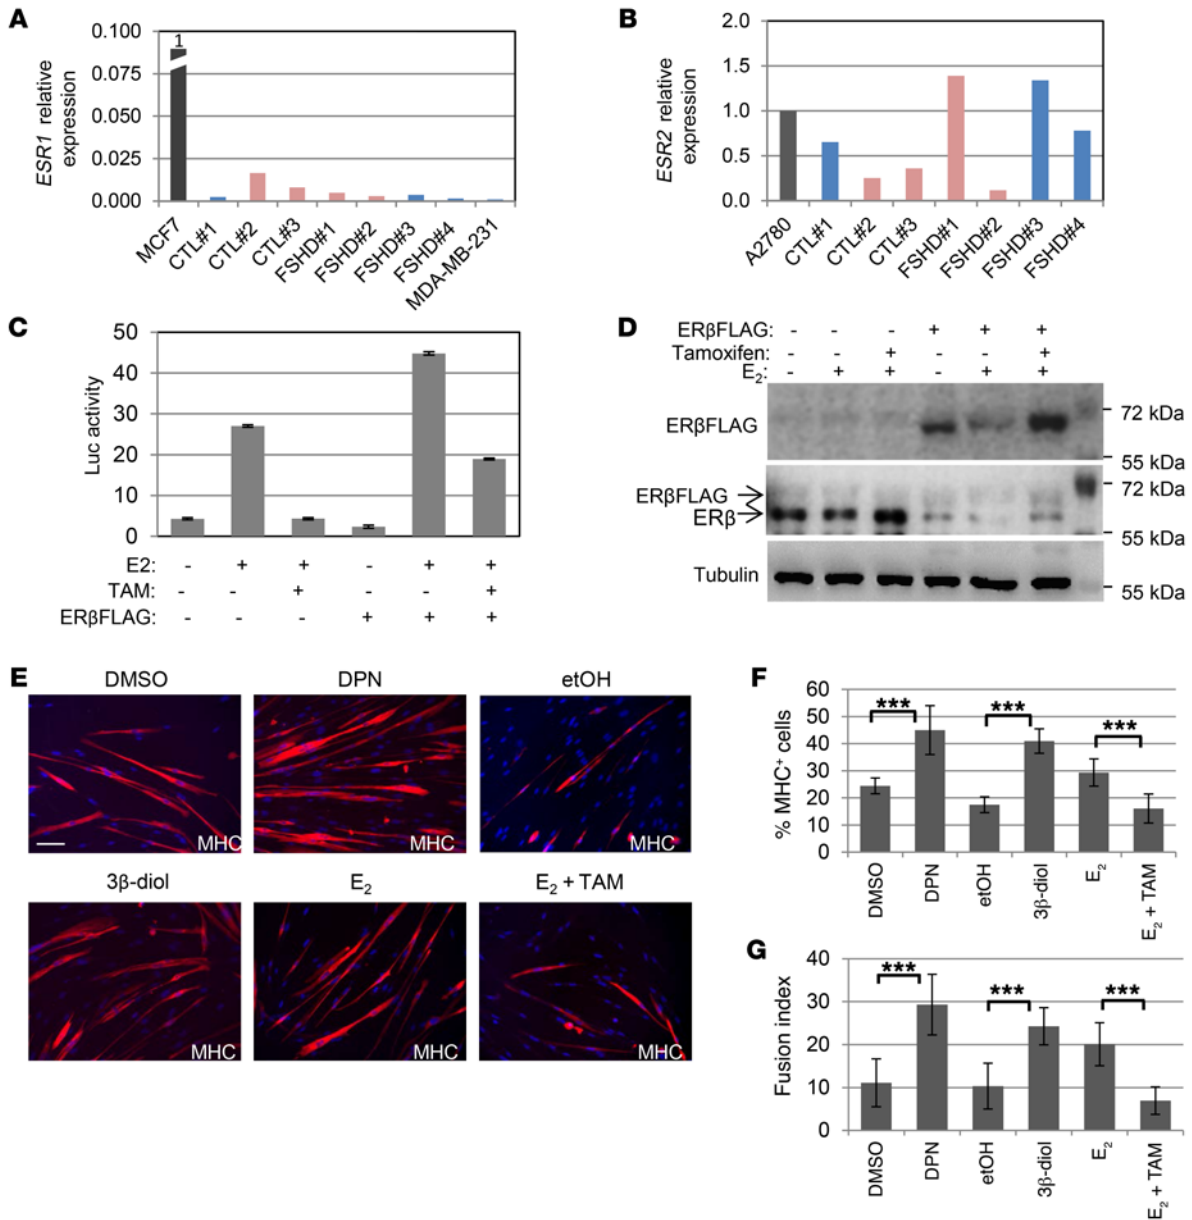 A
ESR1 relative
expression
0.100
0.075
0.050
0.025
0.000
1
MCF7
CTL#1
CTL#2
CTL#3
FSHD#1
FSHD#2
FSHD#3
FSHD#4
MDA-MB-231
B
ESR2 relative
expression
2.0
1.5
1.0
0.5
0.0
A2780
CTL#1
CTL#2
CTL#3
FSHD#1
FSHD#2
FSHD#3
FSHD#4
C
Luc activity
50
40
30
20
10
0
E2: - + + - + +
TAM: - - + - - +
ERβFLAG: - - - + + +
D
ERβFLAG: - - - + + +
Tamoxifen: - - + - - +
E₂: - + + - + +
ERβFLAG
72 kDa
55 kDa
ERβFLAG
ERβ
72 kDa
55 kDa
Tubulin
55 kDa
E
DMSO
DPN
etOH
MHC
MHC
MHC
3β-diol
E₂
E₂ + TAM
MHC
MHC
MHC
F
% MHC⁺ cells
60
50
40
30
20
10
0
***
***
***
DMSO
DPN
etOH
3β-diol
E₂
E₂ + TAM
G
Fusion index
40
30
20
10
0
***
***
***
DMSO
DPN
etOH
3β-diol
E₂
E₂ + TAM